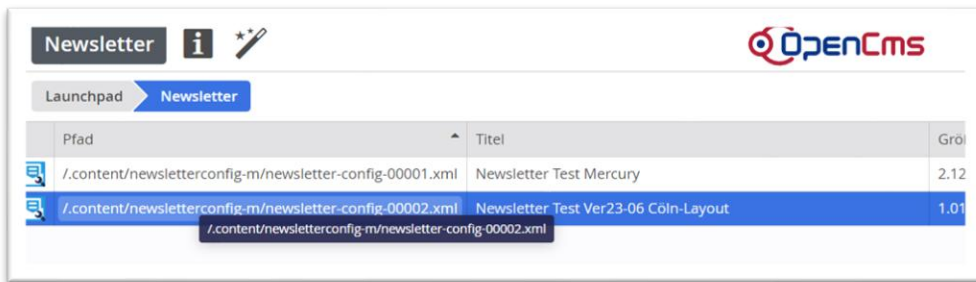 Newsletter
OpenCms
Launchpad Newsletter
Pfad Titel Grö
/.content/newsletterconfig-m/newsletter-config-00001.xml Newsletter Test Mercury 2.12
/.content/newsletterconfig-m/newsletter-config-00002.xml Newsletter Test Ver23-06 Cöln-Layout 1.01
/.content/newsletterconfig-m/newsletter-config-00002.xml